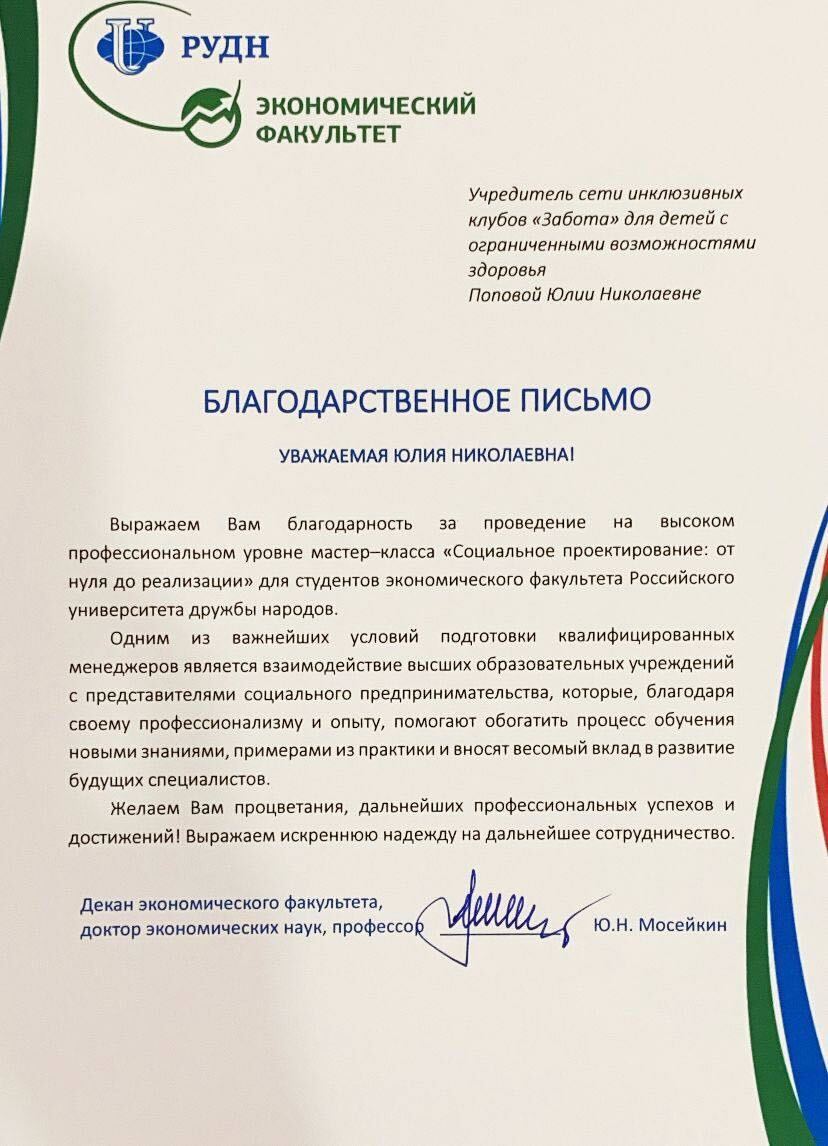 РУДН
ЭКОНОМИЧЕСКИЙ
ФАКУЛЬТЕТ
Учредитель сети инклюзивных
клубов «Забота» для детей с
ограниченными возможностями
здоровья
Поповой Юлии Николаевне
БЛАГОДАРСТВЕННОЕ ПИСЬМО
УВАЖАЕМАЯ ЮЛИЯ НИКОЛАЕВНА!
Выражаем Вам благодарность за проведение на высоком
профессиональном уровне мастер–класса «Социальное проектирование: от
нуля до реализации» для студентов экономического факультета Российского
университета дружбы народов.
Одним из важнейших условий подготовки квалифицированных
менеджеров является взаимодействие высших образовательных учреждений
с представителями социального предпринимательства, которые, благодаря
своему профессионализму и опыту, помогают обогатить процесс обучения
новыми знаниями, примерами из практики и вносят весомый вклад в развитие
будущих специалистов.
Желаем Вам процветания, дальнейших профессиональных успехов и
достижений! Выражаем искреннюю надежду на дальнейшее сотрудничество.
Декан экономического факультета,
доктор экономических наук, профессор Ю.Н. Мосейкин